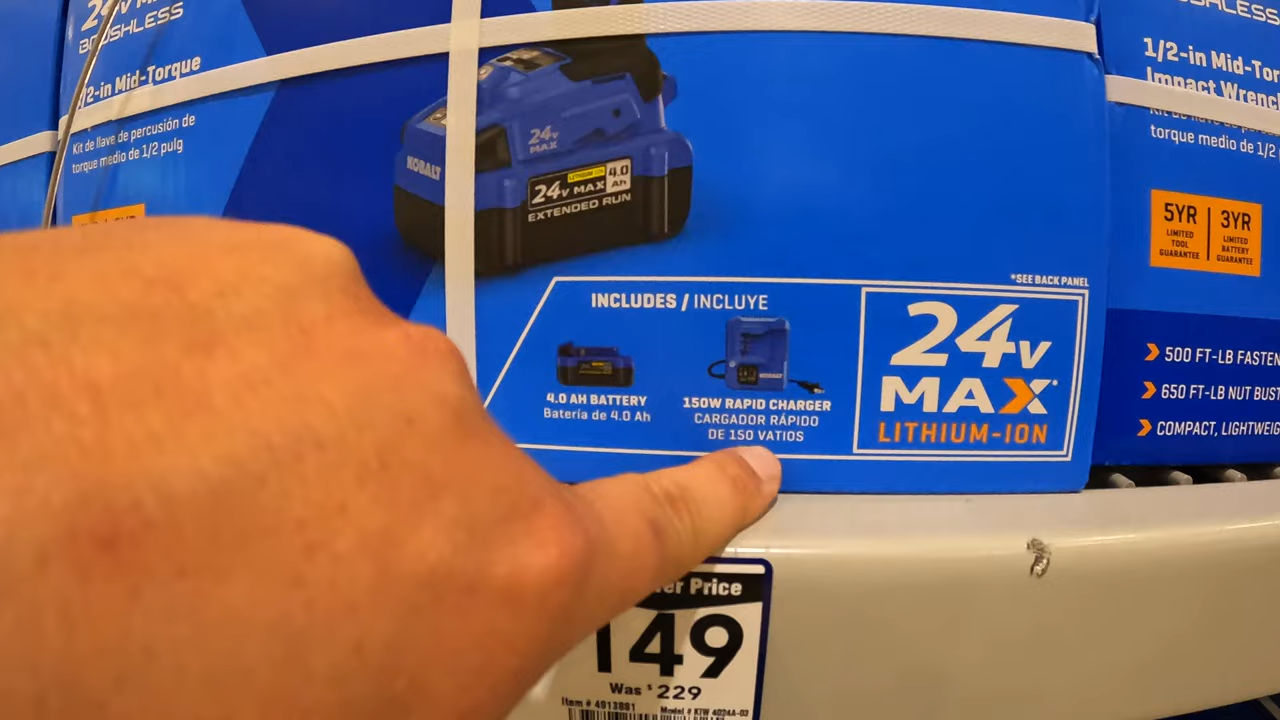 24V
BRUSHLESS
1/2-in Mid-Torque
Kit de llave de percusión de
torque medio de 1/2 pulg
24V
MAX
KOBALT
LITHIUM-ION
24V MAX
4.0
Ah
EXTENDED RUN
*SEE BACK PANEL
INCLUDES / INCLUYE
4.0 AH BATTERY
Batería de 4.0 Ah
150W RAPID CHARGER
CARGADOR RÁPIDO
DE 150 VATIOS
24V
MAX*
LITHIUM-ION
1/2-in Mid-Tor
Impact Wrenc
torque medio de 1/2
5YR
LIMITED
TOOL
GUARANTEE
3YR
LIMITED
BATTERY
GUARANTEE
500 FT-LB FASTEN
650 FT-LB NUT BUST
COMPACT, LIGHTWEIG
Price
149
Was $229
Item # 4913881
Model # KIW 4024A-03